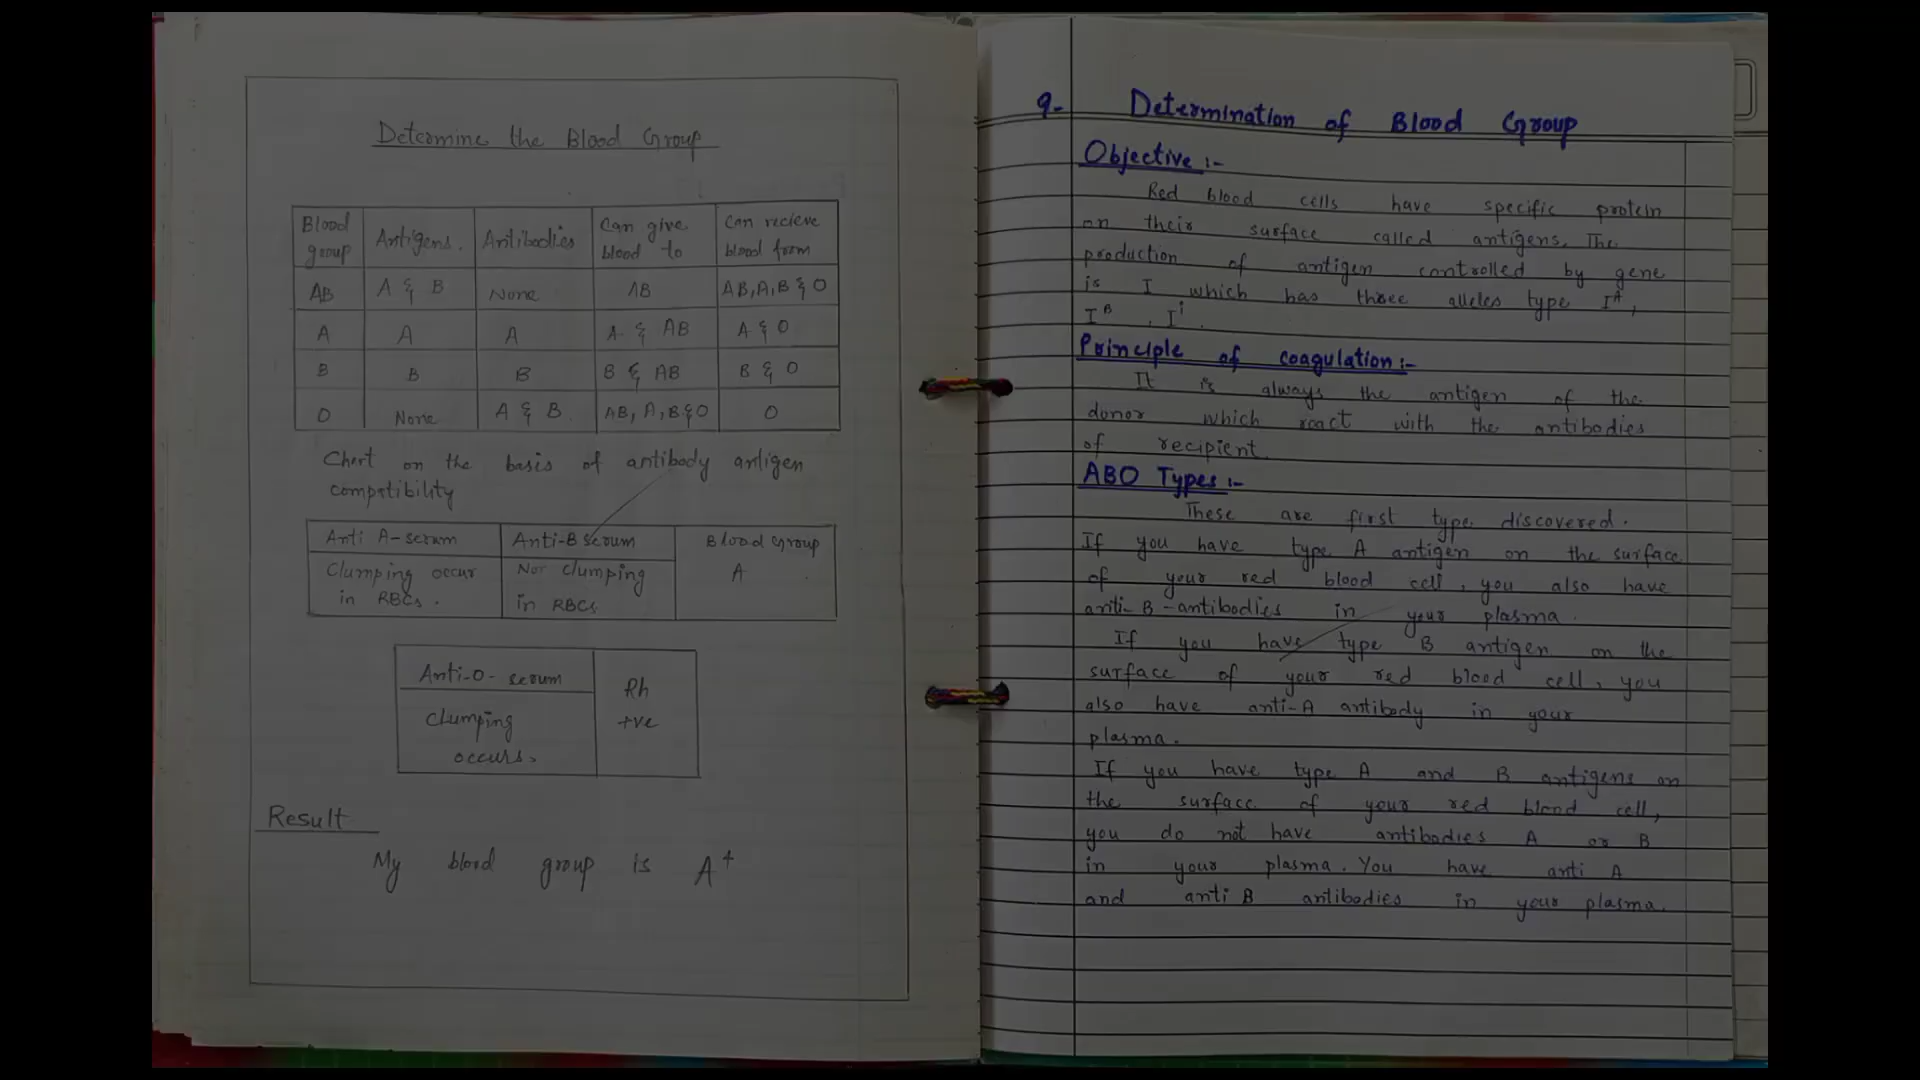 Determine the Blood Group
Blood group | Antigens. | Antibodies | Can give blood to | Can recieve blood from
AB | A & B | None | AB | AB, A, B & O
A | A | A | A & AB | A & O
B | B | B | B & AB | B & O
O | None | A & B | AB, A, B & O | O
Chart on the basis of antibody antigen
compatibility
Anti A-serum | Anti-B serum | Blood Group
Clumping occur in RBCs. | Not clumping in RBCs | A
Anti-D-serum | Rh
Clumping occurs. | +ve
Result
My blood group is A+
9- Determination of Blood Group
Objective :-
Red blood cells have specific protein
on their surface called antigens. The
production of antigen controlled by gene
is I which has three alleles type I^A,
I^B, I^i.
Principle of coagulation:-
It is always the antigen of the
donor which react with the antibodies
of recipient.
ABO Types :-
These are first type discovered.
If you have type A antigen on the surface
of your red blood cell, you also have
anti-B-antibodies in your plasma.
If you have type B antigen on the
surface of your red blood cell, you
also have anti-A antibody in your
plasma.
If you have type A and B antigens on
the surface of your red blood cell,
you do not have antibodies A or B
in your plasma. You have anti A
and anti B antibodies in your plasma.